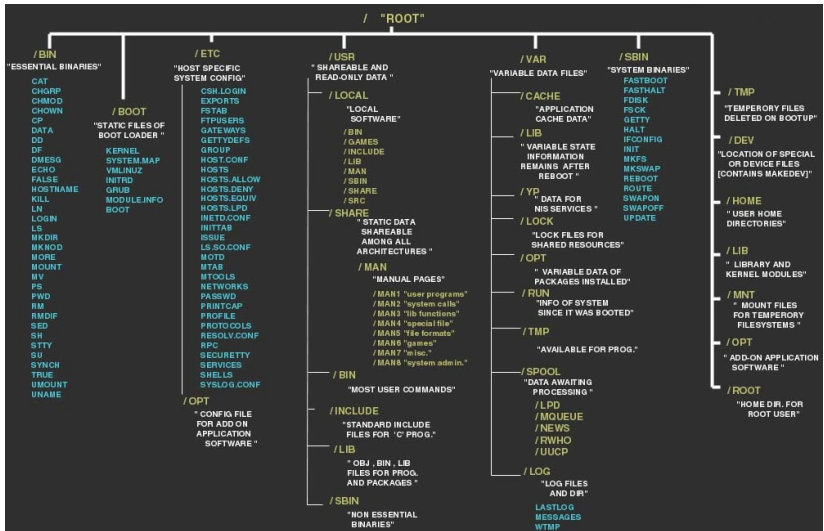 / "ROOT"
/BIN
"ESSENTIAL BINARIES"
CAT
CHGRP
CHMOD
CHOWN
CP
DATA
DD
DF
DMESG
ECHO
FALSE
HOSTNAME
KILL
LN
LOGIN
LS
MKDIR
MKNOD
MORE
MOUNT
MV
PS
PWD
RM
RMDIF
SED
SH
STTY
SU
SYNCH
TRUE
UMOUNT
UNAME
/BOOT
"STATIC FILES OF
BOOT LOADER "
KERNEL
SYSTEM.MAP
VMLINUZ
INITRD
GRUB
MODULE.INFO
BOOT
/ ETC
"HOST SPECIFIC
SYSTEM CONFIG"
CSH.LOGIN
EXPORTS
FSTAB
FTPUSERS
GATEWAYS
GETTYDEFS
GROUP
HOST.CONF
HOSTS
HOSTS.ALLOW
HOSTS.DENY
HOSTS.EQUIV
HOSTS.LPD
INETD.CONF
INITTAB
ISSUE
LS.SO.CONF
MOTD
MTAB
MTOOLS
NETWORKS
PASSWD
PRINTCAP
PROFILE
PROTOCOLS
RESOLV.CONF
RPC
SECURETTY
SERVICES
SHELLS
SYSLOG.CONF
/OPT
"CONFIG FILE
FOR ADD ON
APPLICATION
SOFTWARE "
/USR
"SHAREABLE AND
READ-ONLY DATA "
/ LOCAL
"LOCAL
SOFTWARE"
/ BIN
/ GAMES
/ INCLUDE
/ LIB
/ MAN
/ SBIN
/ SHARE
/ SRC
/ SHARE
"STATIC DATA
SHAREABLE
AMONG ALL
ARCHITECTURES "
/ MAN
"MANUAL PAGES"
/ MAN1 "user programs"
/ MAN2 "system calls"
/ MAN3 "lib functions"
/ MAN4 "special file"
/ MAN5 "file formats"
/ MAN6 "games"
/ MAN7 "misc."
/ MAN8 "system admin."
/ BIN
"MOST USER COMMANDS"
/ INCLUDE
"STANDARD INCLUDE
FILES FOR 'C' PROG.
/ LIB
" OBJ , BIN , LIB
FILES FOR PROG.
AND PACKAGES "
/ SBIN
"NON ESSENTIAL
BINARIES"
/ VAR
"VARIABLE DATA FILES"
/ CACHE
"APPLICATION
CACHE DATA"
/ LIB
" VARIABLE STATE
INFORMATION
REMAINS AFTER
REBOOT "
/ YP
" DATA FOR
NIS SERVICES "
/ LOCK
"LOCK FILES FOR
SHARED RESOURCES"
/ OPT
" VARIABLE DATA OF
PACKAGES INSTALLED"
/ RUN
"INFO OF SYSTEM
SINCE IT WAS BOOTED"
/ TMP
"AVAILABLE FOR PROG.
/ SPOOL
"DATA AWAITING
PROCESSING "
/ LPD
/ MQUEUE
/ NEWS
/ RWHO
/ UUCP
/ LOG
"LOG FILES
AND DIR"
LASTLOG
MESSAGES
WTMP
/ SBIN
"SYSTEM BINARIES"
FASTBOOT
FASTHALT
FDISK
FSCK
GETTY
HALT
IFCONFIG
INIT
MKFS
MKSWAP
REBOOT
ROUTE
SWAPON
SWAPOFF
UPDATE
/ TMP
"TEMPERORY FILES
DELETED ON BOOTUP"
/ DEV
"LOCATION OF SPECIAL
OR DEVICE FILES
[CONTAINS MAKEDEV]"
/ HOME
" USER HOME
DIRECTORIES"
/ LIB
" LIBRARY AND
KERNEL MODULES"
/ MNT
" MOUNT FILES
FOR TEMPERORY
FILESYSTEMS "
/ OPT
" ADD-ON APPLICATION
SOFTWARE "
/ ROOT
"HOME DIR. FOR
ROOT USER"